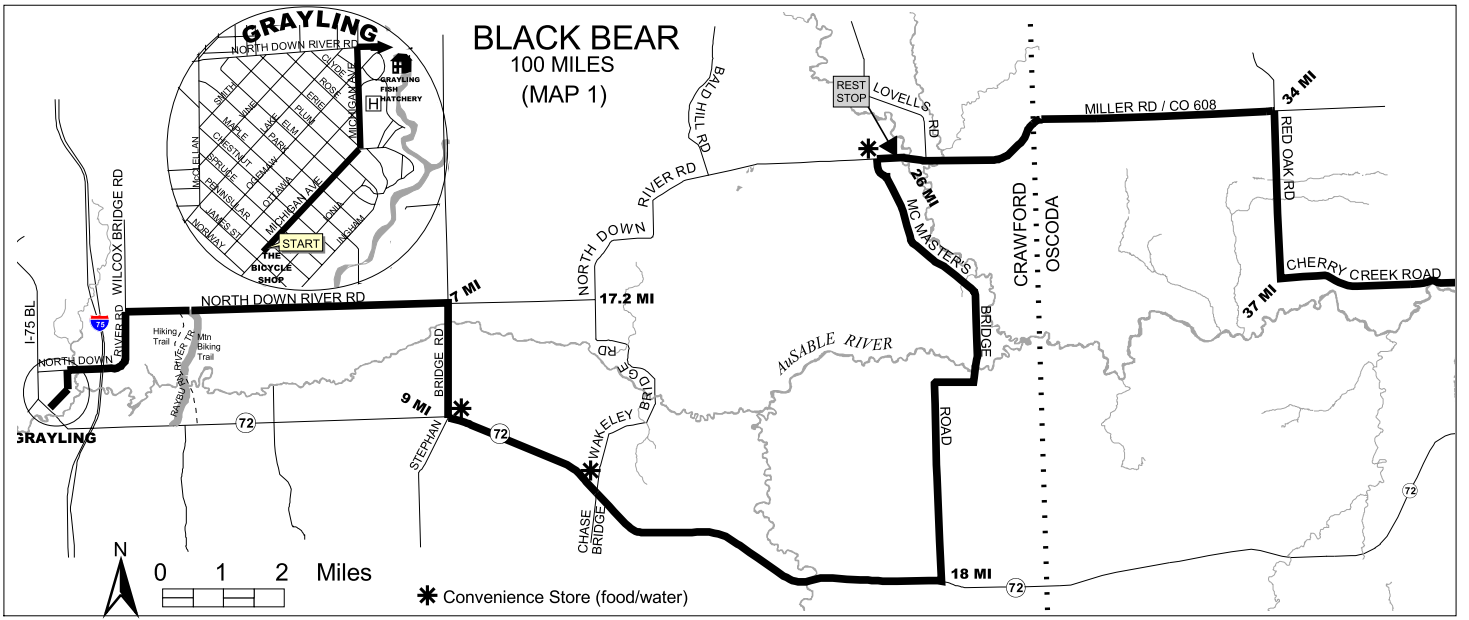 GRAYLING
NORTH DOWN RIVER RD
CLYDE
ROSE
ERIE
PLUM
ELM
PARK
LAKE
SMITH
VINE
MAPLE
CHESTNUT
SPRUCE
PENINSULAR
JAMES ST
NORWAY
McCLELLAN
OGEMAW
OTTAWA
MICHIGAN AVE
MICHIGAN AVE
IONIA
INGHAM
H
GRAYLING
FISH
HATCHERY
START
THE
BICYCLE
SHOP
BLACK BEAR
100 MILES
(MAP 1)
BALD HILL RD
REST
STOP
LOVELLS
RD
MILLER RD / CO 608
34 MI
RED OAK RD
26 MI
RIVER RD
NORTH DOWN
MC MASTER'S
BRIDGE
ROAD
CRAWFORD
OSCODA
CHERRY
CREEK ROAD
37 MI
WILCOX BRIDGE RD
I-75 BL
75
RIVER RD
NORTH DOWN
NORTH DOWN RIVER RD
7 MI
17.2 MI
Hiking
Trail
Mtn
Biking
Trail
RAYBURY RIVER TR
BRIDGE RD
STEPHAN
9 MI
RD
BRIDGE
WAKELEY
AuSABLE RIVER
GRAYLING
72
72
72
72
CHASE
BRIDGE
18 MI
N
0 1 2 Miles
Convenience Store (food/water)